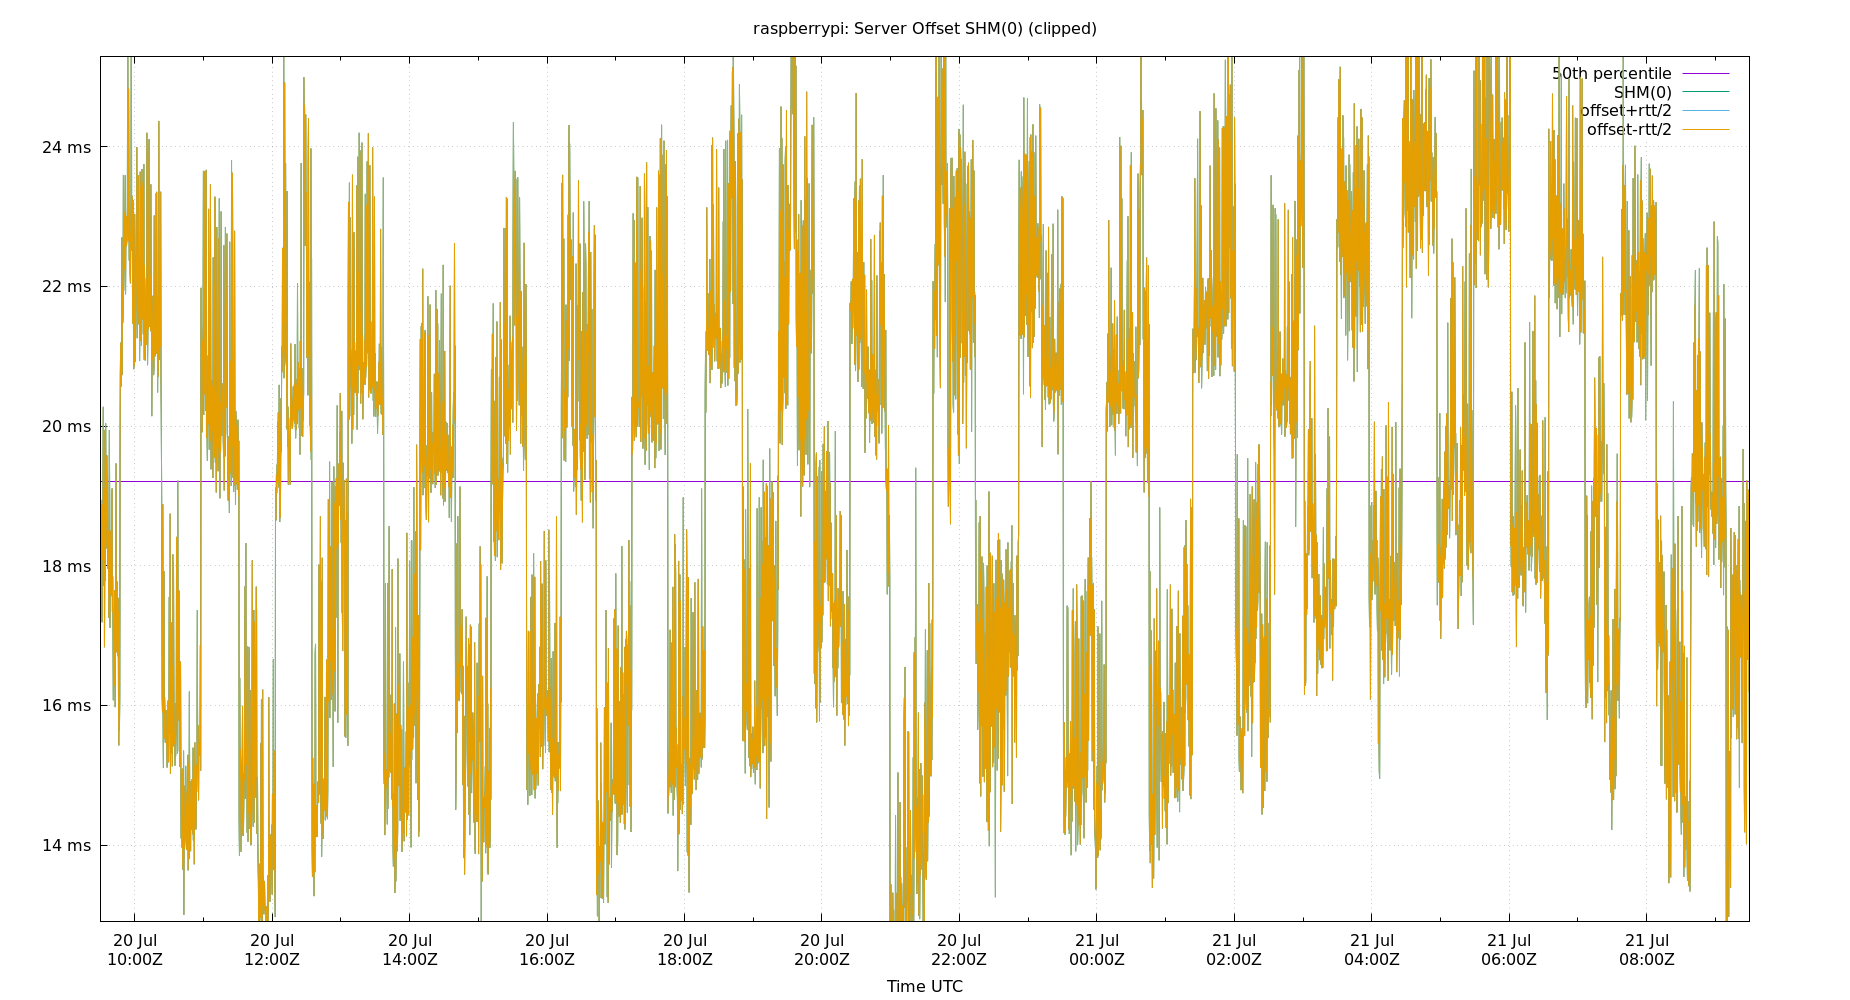 raspberrypi: Server Offset SHM(0) (clipped)
50th percentile
SHM(0)
offset+rtt/2
offset-rtt/2
24 ms
22 ms
20 ms
18 ms
16 ms
14 ms
20 Jul 20 Jul 20 Jul 20 Jul 20 Jul 20 Jul 20 Jul 21 Jul 21 Jul 21 Jul 21 Jul 21 Jul
10:00Z 12:00Z 14:00Z 16:00Z 18:00Z 20:00Z 22:00Z 00:00Z 02:00Z 04:00Z 06:00Z 08:00Z
Time UTC